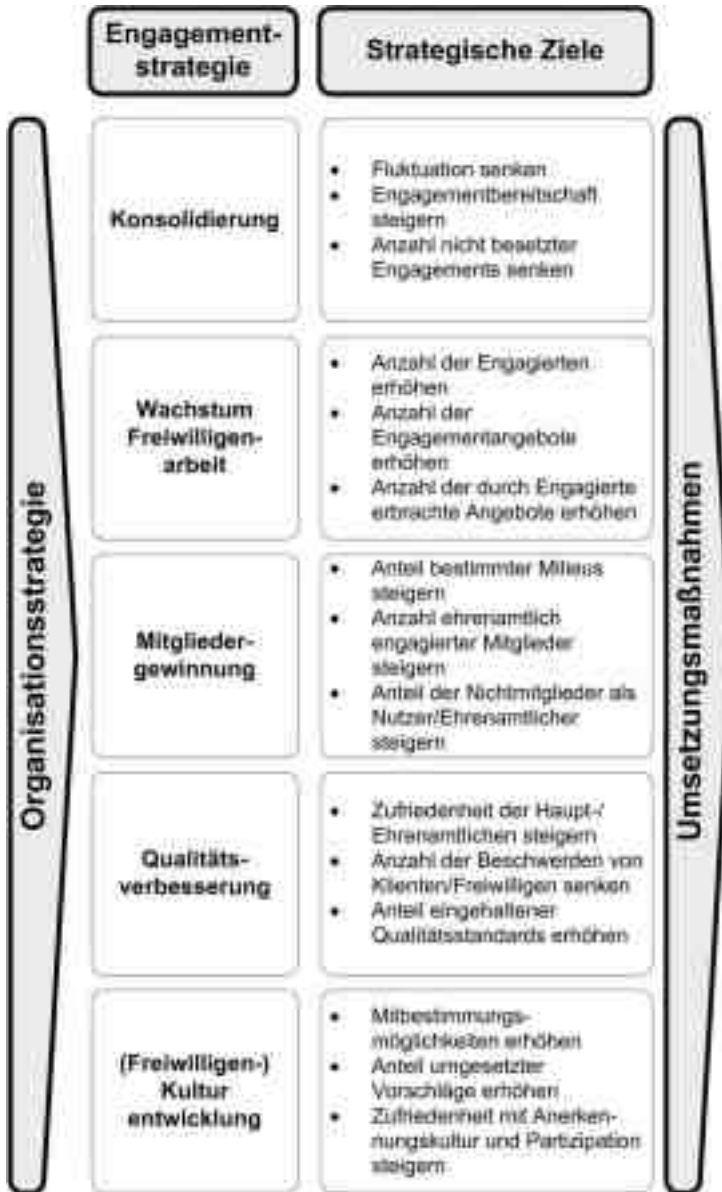 Engagement-
strategie
Strategische Ziele
Organisationsstrategie
Konsolidierung
• Fluktuation senken
• Engagementbereitschaft
steigern
• Anzahl nicht besetzter
Engagements senken
Wachstum
Freiwilligen-
arbeit
• Anzahl der Engagierten
erhöhen
• Anzahl der
Engagementangebote
erhöhen
• Anzahl der durch Engagierte
erbrachte Angebote erhöhen
Mitglieder-
gewinnung
• Anteil bestimmter Milieus
steigern
• Anzahl ehrenamtlich
engagierter Mitglieder
steigern
• Anteil der Nichtmitglieder als
Nutzer/Ehrenamtlicher
steigern
Qualitäts-
verbesserung
• Zufriedenheit der Haupt-/
Ehrenamtlichen steigern
• Anzahl der Beschwerden von
Klienten/Freiwilligen senken
• Anteil eingehaltener
Qualitätsstandards erhöhen
(Freiwilligen-)
Kultur
entwicklung
• Mitbestimmungs-
möglichkeiten erhöhen
• Anteil umgesetzter
Vorschläge erhöhen
• Zufriedenheit mit Anerken-
nungskultur und Partizipation
steigern
Umsetzungsmaßnahmen